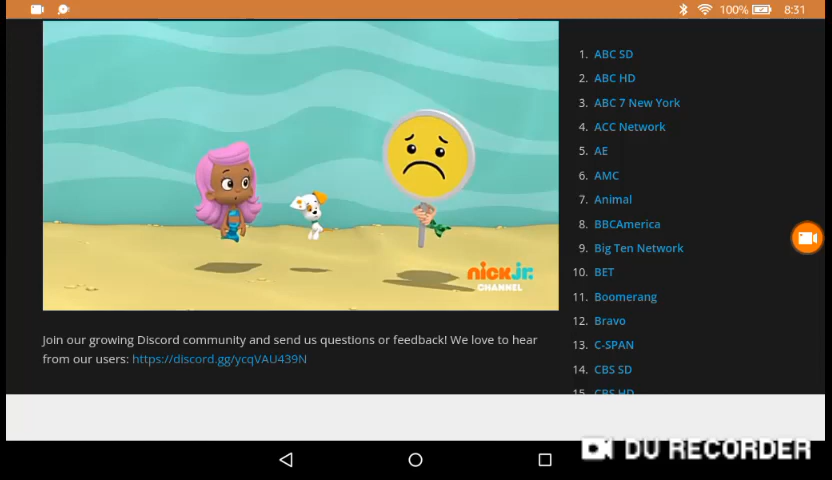 100% 8:31
1. ABC SD
2. ABC HD
3. ABC 7 New York
4. ACC Network
5. AE
6. AMC
7. Animal
8. BBCAmerica
9. Big Ten Network
10. BET
11. Boomerang
12. Bravo
13. C-SPAN
14. CBS SD
15. CBS HD
nick jr.
CHANNEL
Join our growing Discord community and send us questions or feedback! We love to hear
from our users: https://discord.gg/ycqVAU439N
DU RECORDER